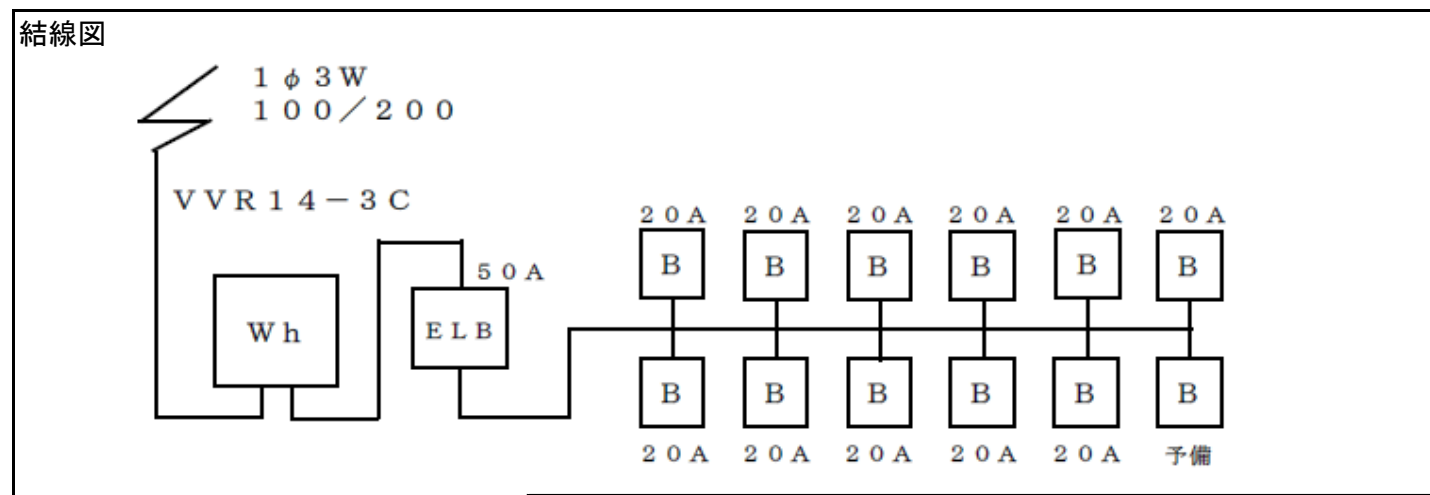 結線図
１φ３Ｗ
１００／２００
ＶＶＲ１４－３Ｃ
２０Ａ ２０Ａ ２０Ａ ２０Ａ ２０Ａ ２０Ａ
Ｂ Ｂ Ｂ Ｂ Ｂ Ｂ
５０Ａ
Ｗｈ ＥＬＢ
Ｂ Ｂ Ｂ Ｂ Ｂ Ｂ
２０Ａ ２０Ａ ２０Ａ ２０Ａ ２０Ａ 予備